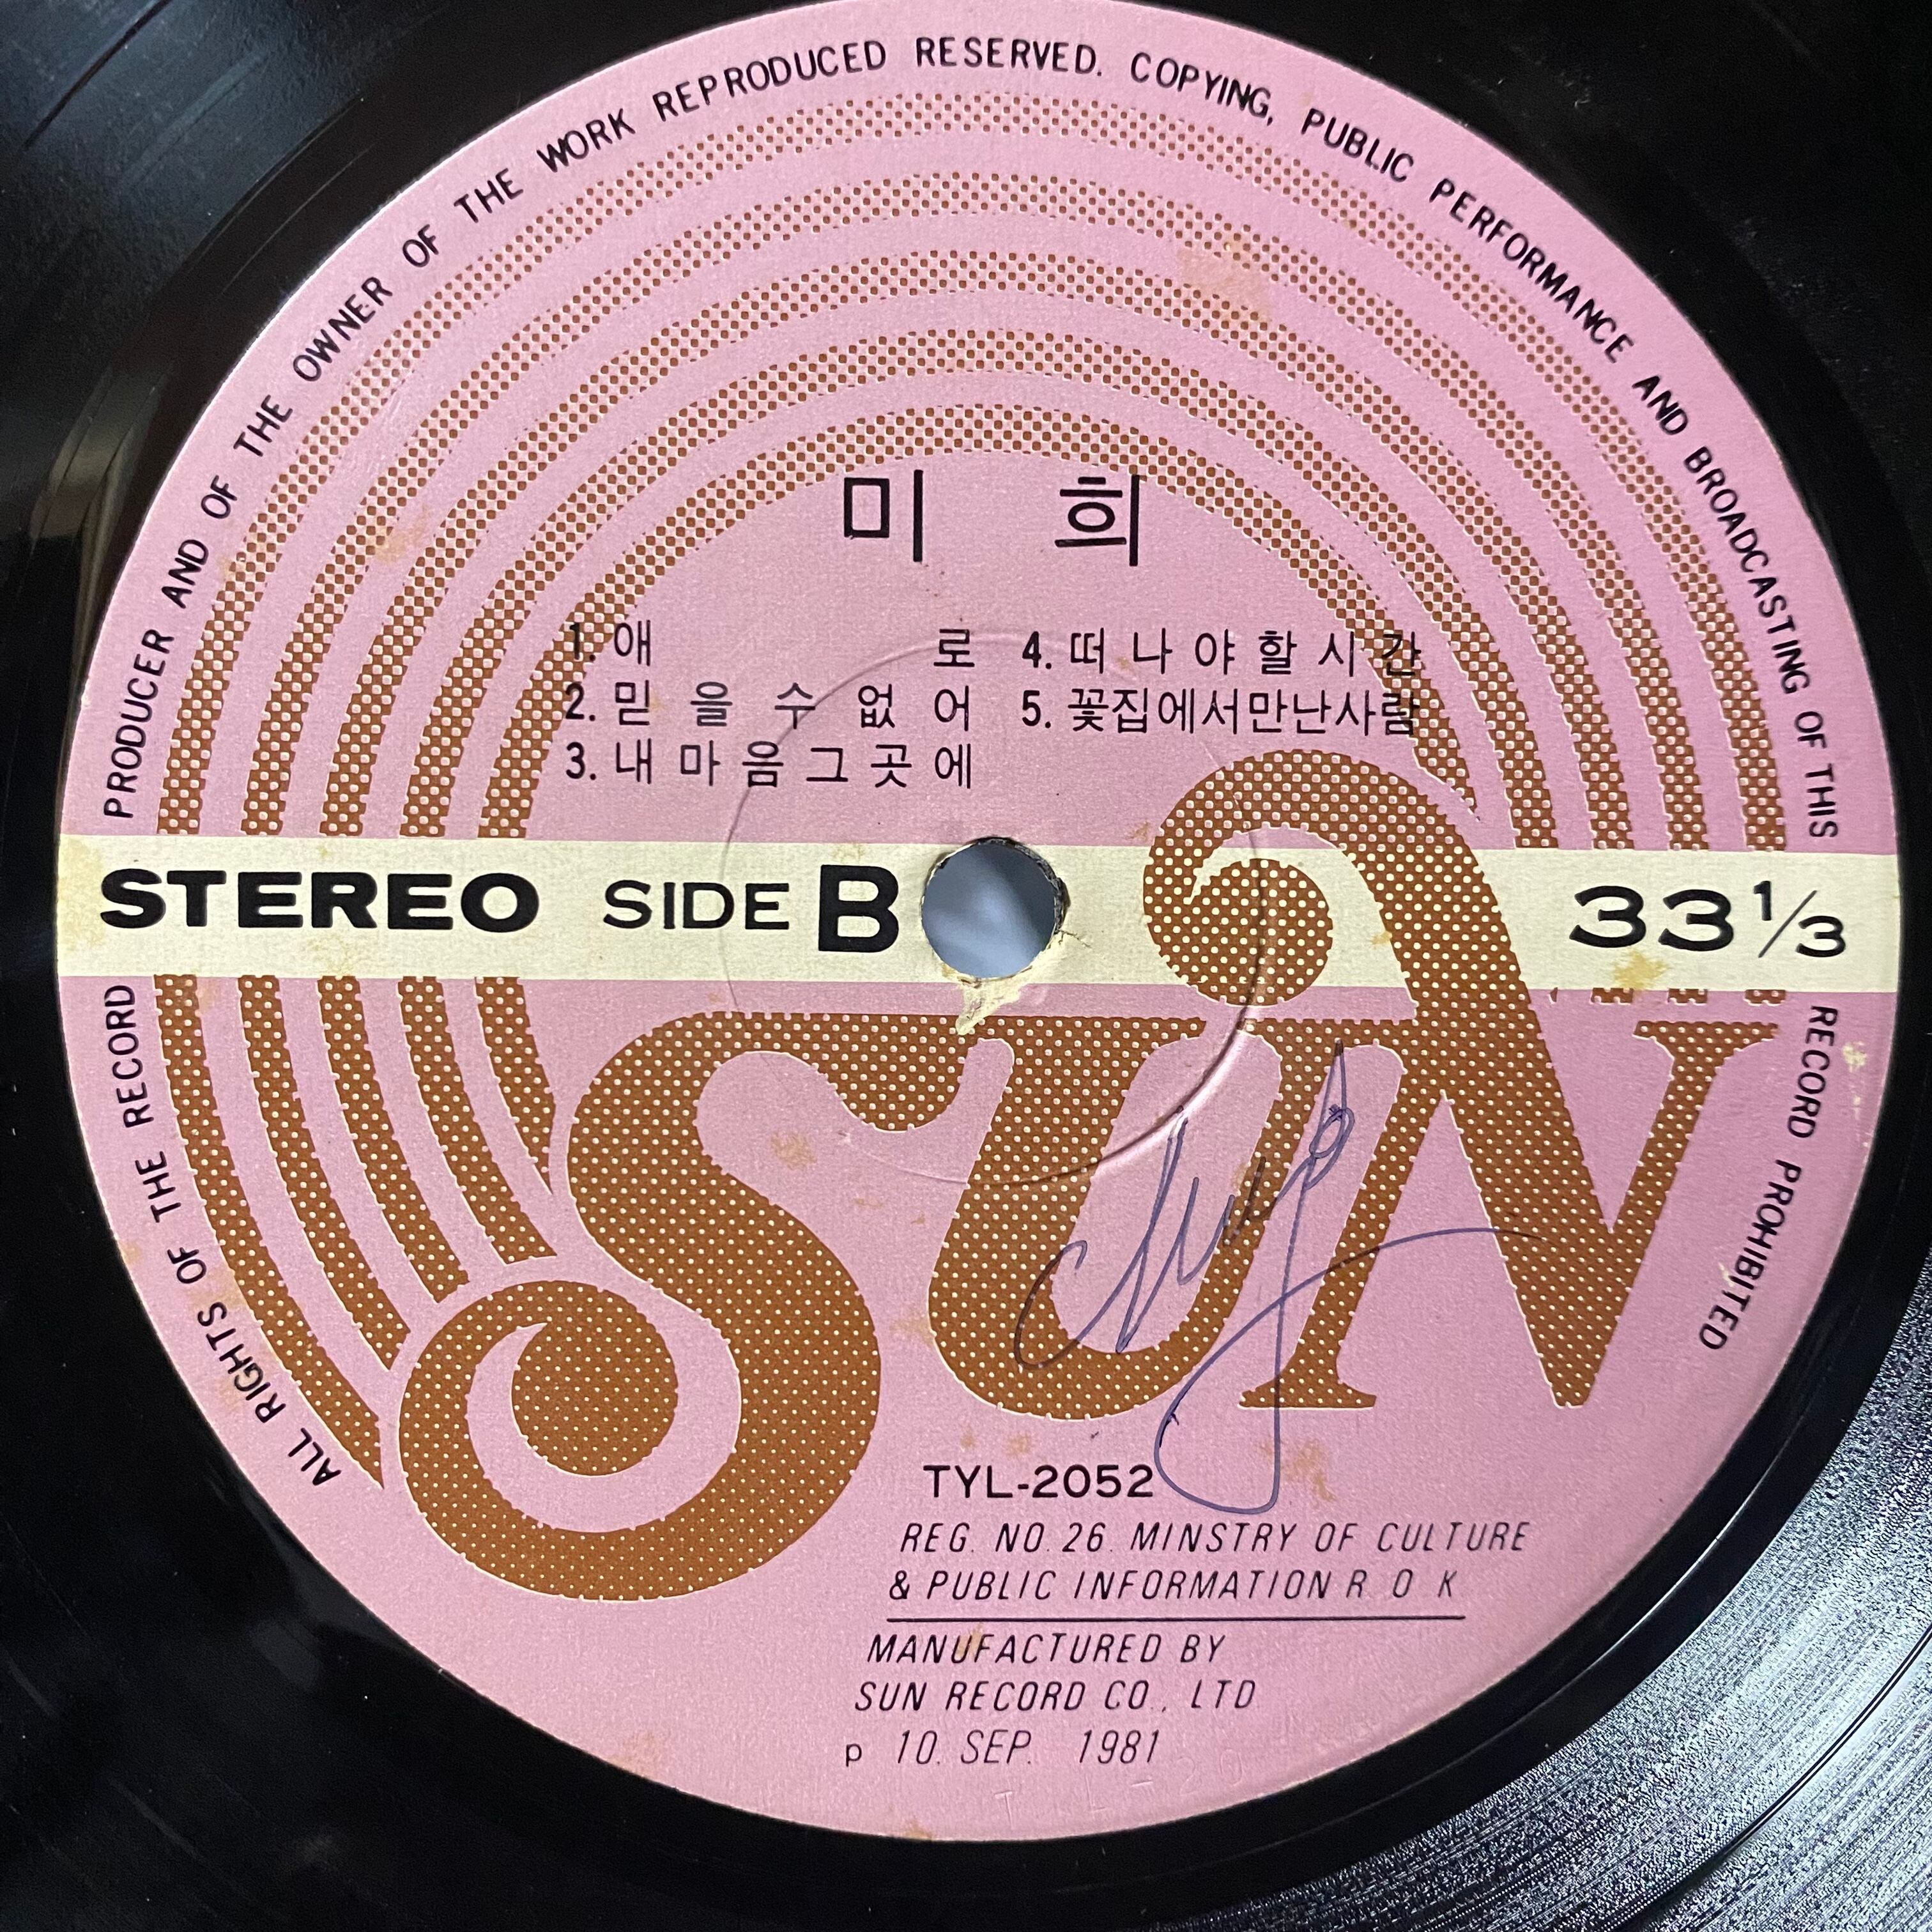 ALL RIGHTS OF THE RECORD PRODUCER AND OF THE OWNER OF THE WORK REPRODUCED RESERVED. COPYING, PUBLIC PERFORMANCE AND BROADCASTING OF THIS RECORD PROHIBITED
미 희
1. 애 로
2. 믿 을 수 없 어
3. 내 마 음 그 곳 에
4. 떠 나 야 할 시 간
5. 꽃집에서만난사람
STEREO SIDE B 33 1/3
SUN
TYL-2052
REG. NO. 26. MINSTRY OF CULTURE
& PUBLIC INFORMATION R O K
MANUFACTURED BY
SUN RECORD CO., LTD
p 10. SEP. 1981